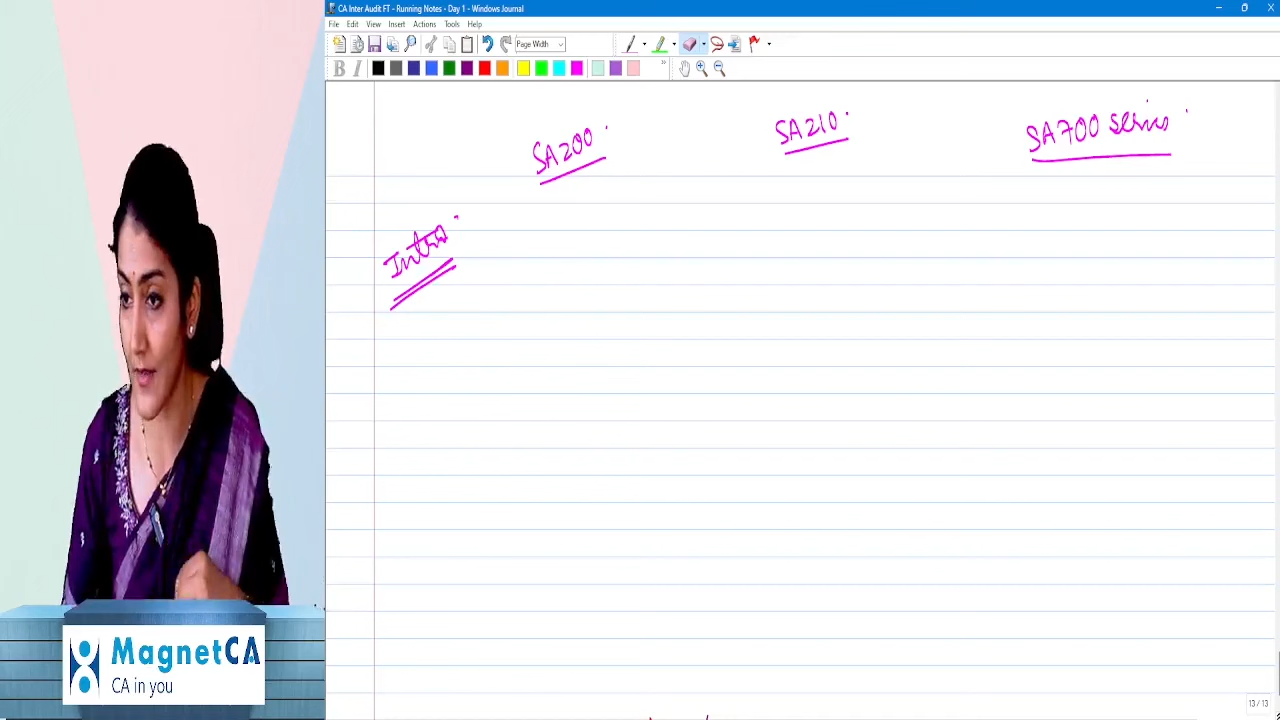 CA Inter Audit FT - Running Notes - Day 1 - Windows Journal
File Edit View Insert Actions Tools Help
Page Width
B I
SA200
SA210
SA700 series
Intro
MagnetCA
CA in you
13 / 13